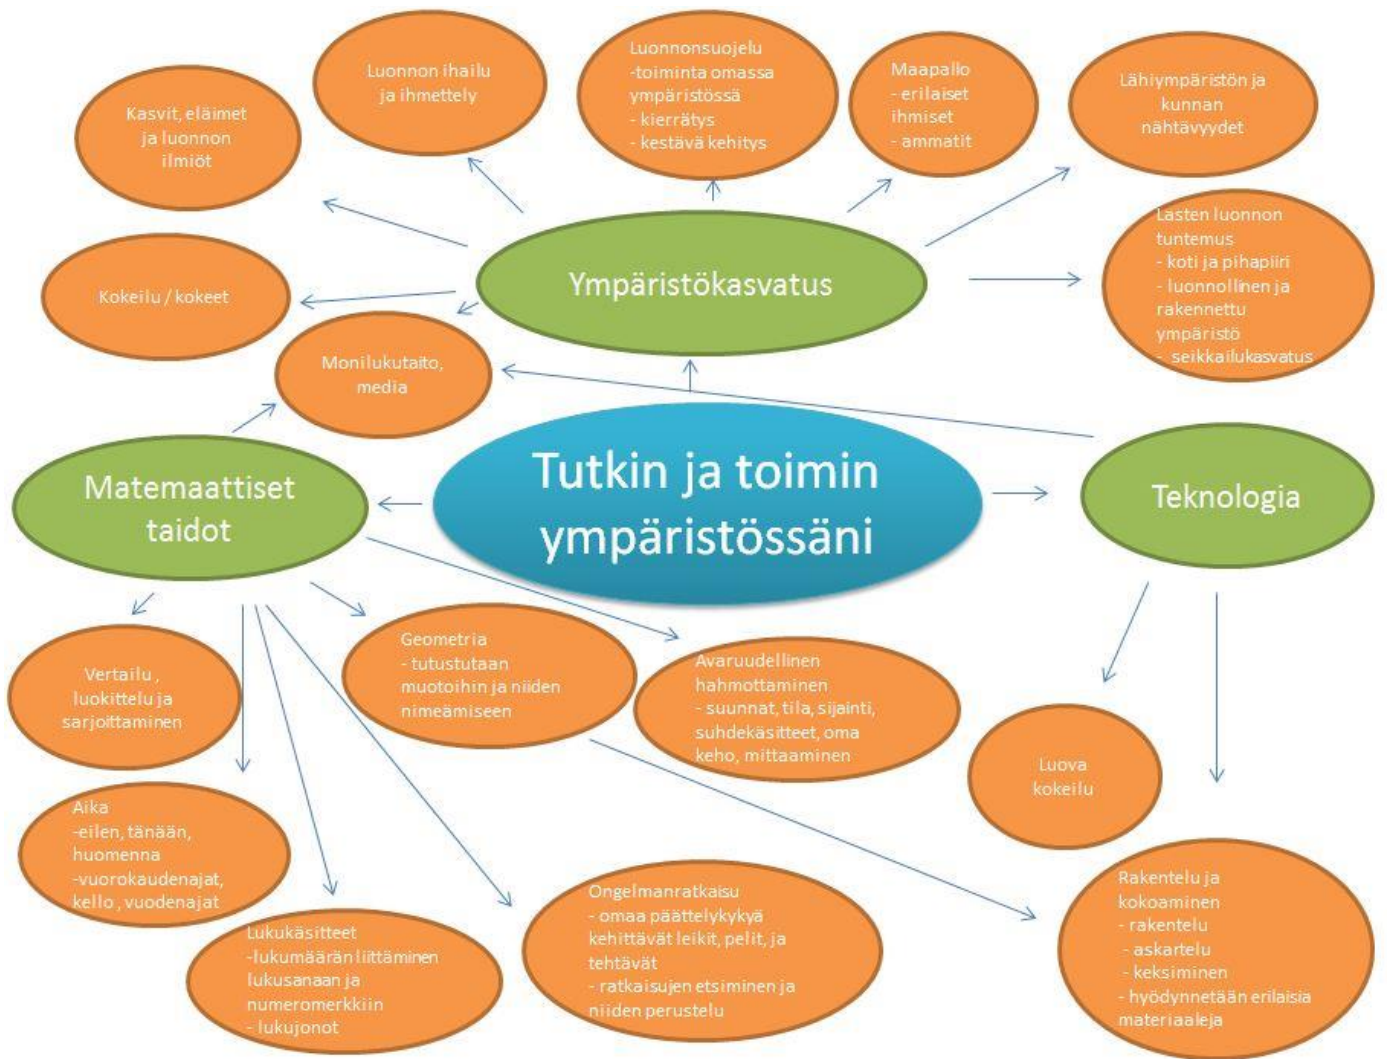 Luonnon ihailu
ja ihmettely
Luonnonsuojelu
-toiminta omassa
ympäristössä
- kierrätys
- kestävä kehitys
Maapallo
- erilaiset
ihmiset
- ammatit
Lähiympäristön ja
kunnan
nähtävyydet
Kasvit, eläimet
ja luonnon
ilmiöt
Lasten luonnon
tuntemus
- koti ja pihapiiri
- luonnollinen ja
rakennettu
ympäristö
- seikkailukasvatus
Kokeilu / kokeet
Ympäristökasvatus
Monilukutaito,
media
Matemaattiset
taidot
Tutkin ja toimin
ympäristössäni
Teknologia
Vertailu ,
luokittelu ja
sarjoittaminen
Geometria
- tutustutaan
muotoihin ja niiden
nimeämiseen
Avaruudellinen
hahmottaminen
- suunnat, tila, sijainti,
suhdekäsitteet, oma
keho, mittaaminen
Luova
kokeilu
Aika
-eilen, tänään,
huomenna
-vuorokaudenajat,
kello , vuodenajat
Lukukäsitteet
-lukumäärän liittäminen
lukusanaan ja
numeromerkkiin
- lukujonot
Ongelmanratkaisu
- omaa päättelykykyä
kehittävät leikit, pelit, ja
tehtävät
- ratkaisujen etsiminen ja
niiden perustelu
Rakentelu ja
kokoaminen
- rakentelu
- askartelu
- keksiminen
- hyödynnetään erilaisia
materiaaleja